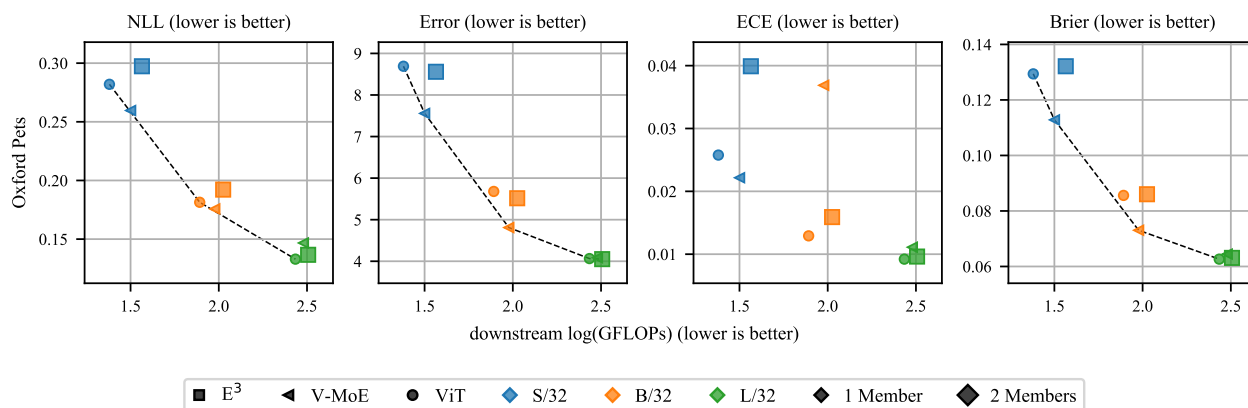 NLL (lower is better)
Error (lower is better)
ECE (lower is better)
Brier (lower is better)
Oxford Pets
0.30
0.25
0.20
0.15
1.5 2.0 2.5
9
8
7
6
5
4
1.5 2.0 2.5
0.04
0.03
0.02
0.01
1.5 2.0 2.5
0.14
0.12
0.10
0.08
0.06
1.5 2.0 2.5
downstream log(GFLOPs) (lower is better)
E³ V-MoE ViT S/32 B/32 L/32 1 Member 2 Members